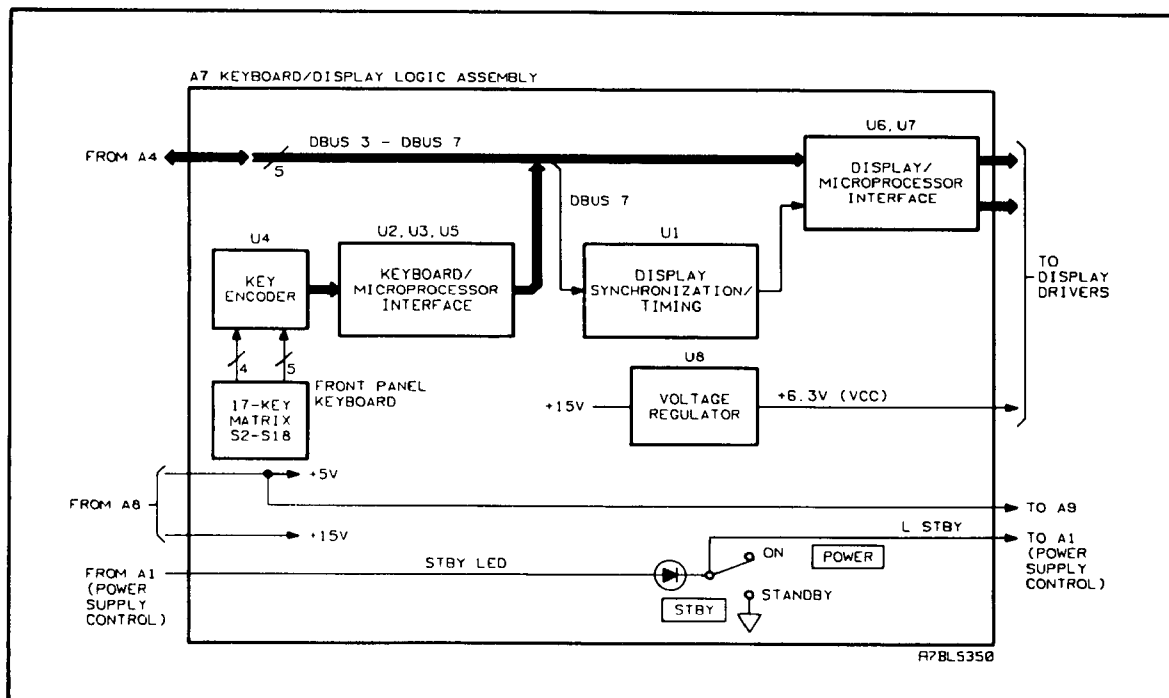 A7 KEYBOARD/DISPLAY LOGIC ASSEMBLY
U6, U7
FROM A4
DBUS 3 - DBUS 7
5
DISPLAY/
MICROPROCESSOR
INTERFACE
DBUS 7
U4
U2, U3, U5
U1
KEY
ENCODER
KEYBOARD/
MICROPROCESSOR
INTERFACE
DISPLAY
SYNCHRONIZATION/
TIMING
TO
DISPLAY
DRIVERS
4
5
U8
17-KEY
MATRIX
S2-S18
FRONT PANEL
KEYBOARD
+15V
VOLTAGE
REGULATOR
+6.3V (VCC)
FROM A8
+5V
+15V
TO A9
L STBY
TO A1
(POWER
SUPPLY
CONTROL)
FROM A1
(POWER
SUPPLY
CONTROL)
STBY LED
ON
POWER
STBY
STANDBY
A7BL5350